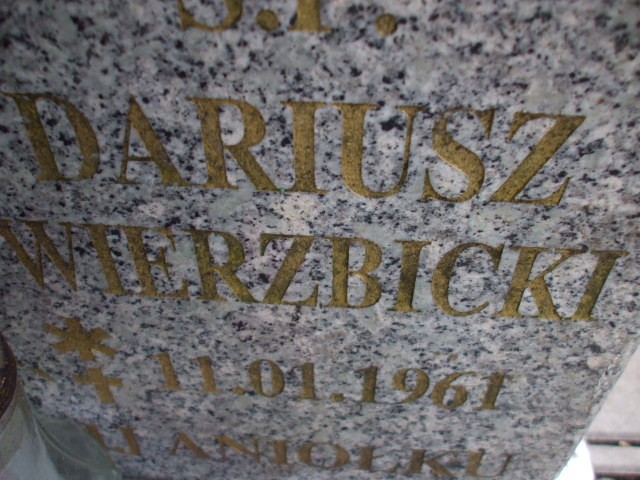 Ś.P.
DARIUSZ
WIERZBICKI
* 11.01.1961
ANIOŁKU